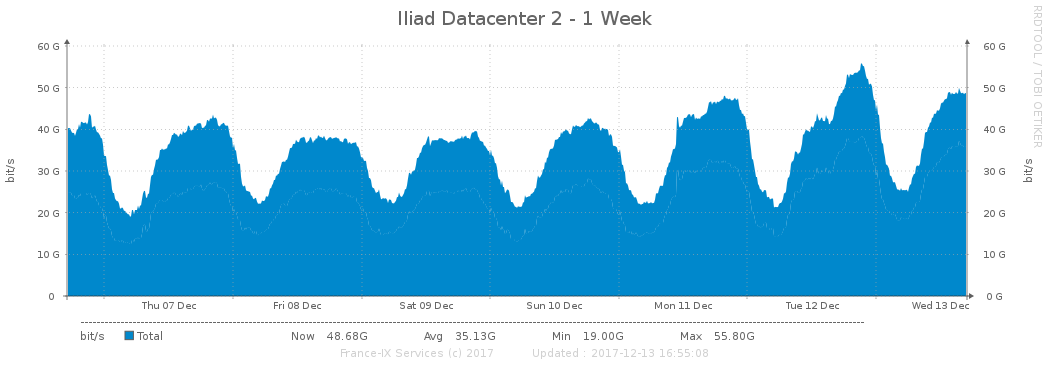 Iliad Datacenter 2 - 1 Week
RRDTOOL / TOBI OETIKER
60 G 60 G
50 G 50 G
40 G 40 G
30 G 30 G
20 G 20 G
10 G 10 G
0 0 G
bit/s bit/s
Thu 07 Dec Fri 08 Dec Sat 09 Dec Sun 10 Dec Mon 11 Dec Tue 12 Dec Wed 13 Dec
bit/s Total Now 48.68G Avg 35.13G Min 19.00G Max 55.80G
France-IX Services (c) 2017 Updated : 2017-12-13 16:55:08